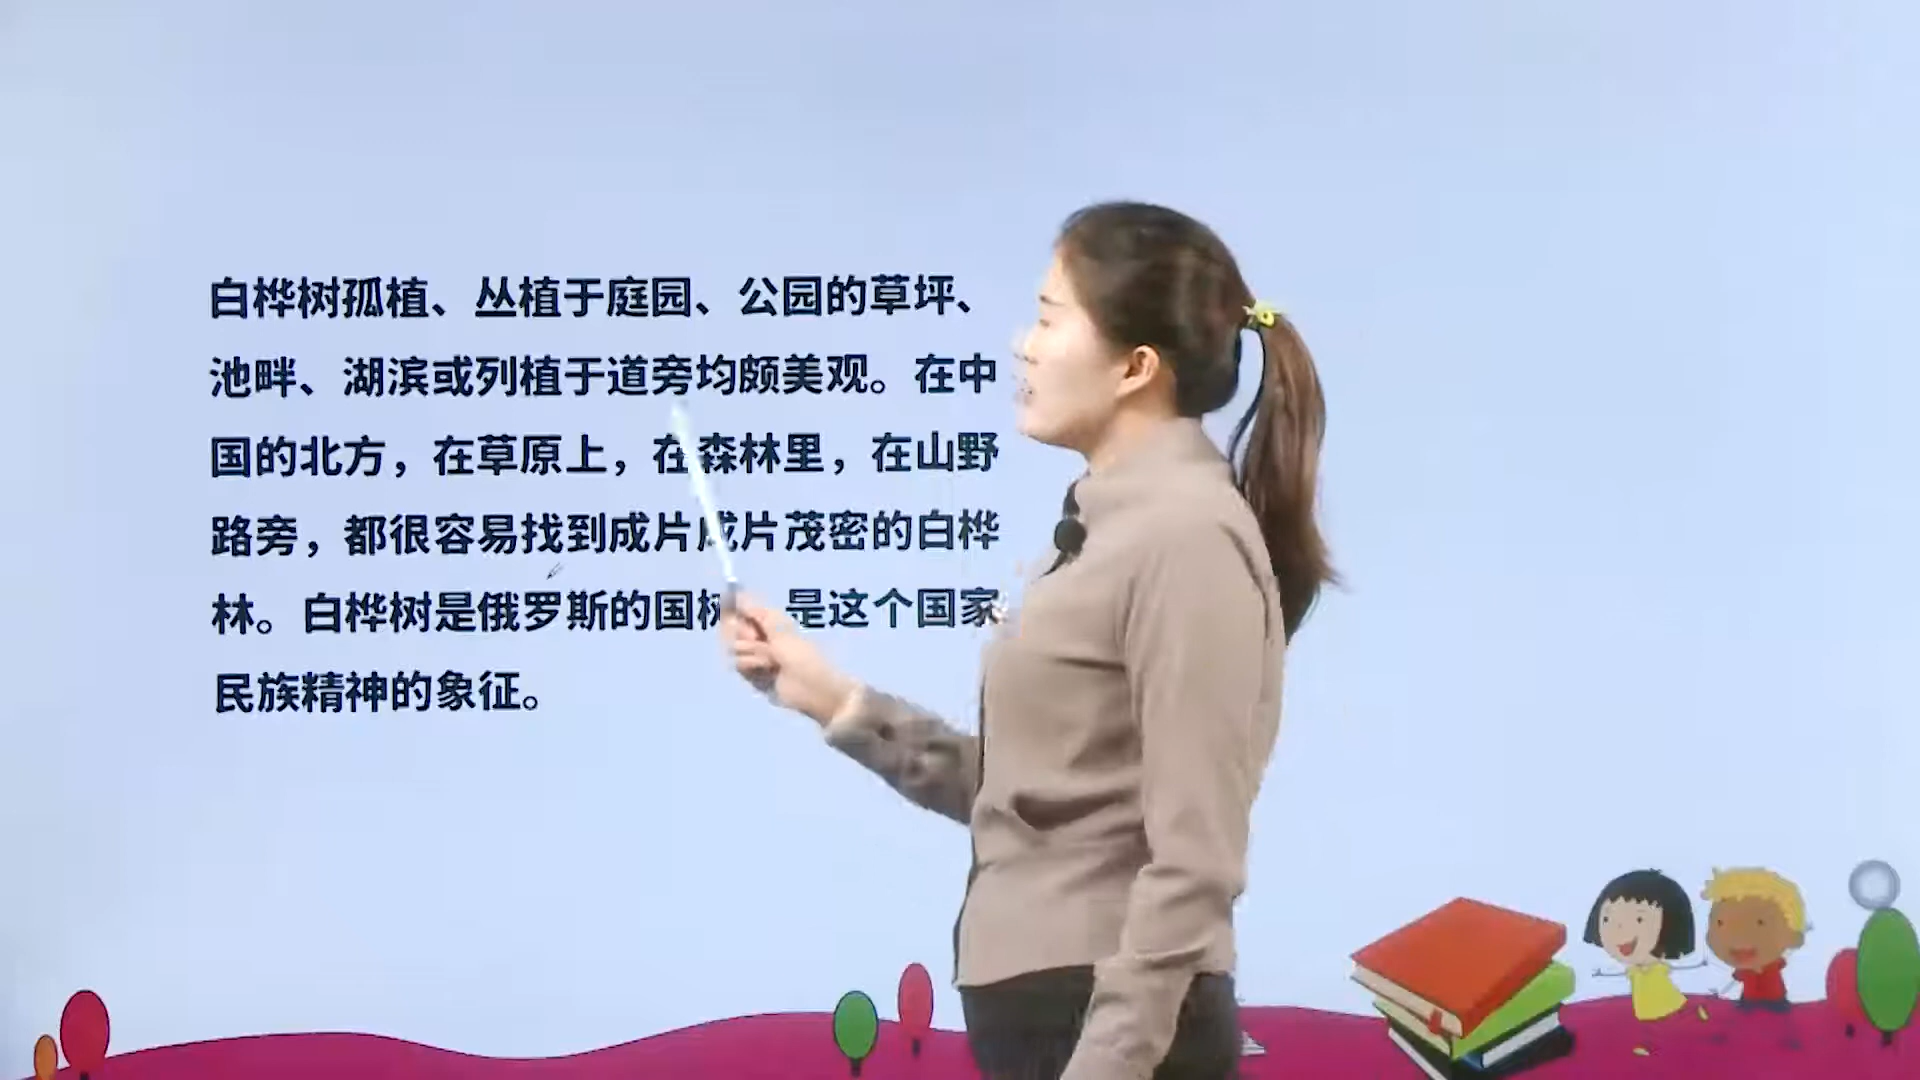 白桦树孤植、丛植于庭园、公园的草坪、
池畔、湖滨或列植于道旁均颇美观。在中
国的北方，在草原上，在森林里，在山野
路旁，都很容易找到成片成片茂密的白桦
林。白桦树是俄罗斯的国树 是这个国家
民族精神的象征。